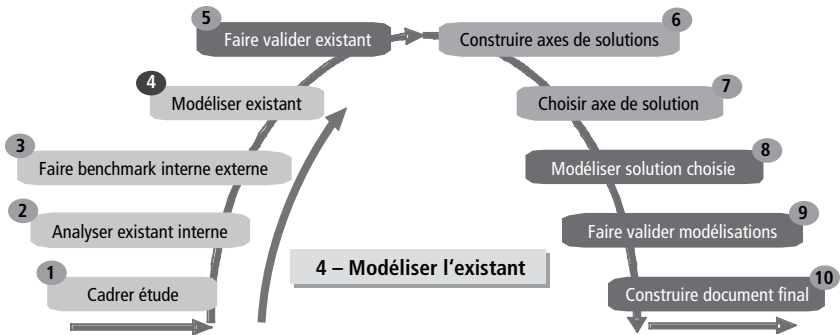 5
Faire valider existant
6
Construire axes de solutions
4
Modéliser existant
7
Choisir axe de solution
3
Faire benchmark interne externe
8
Modéliser solution choisie
2
Analyser existant interne
9
Faire valider modélisations
4 – Modéliser l'existant
1
Cadrer étude
10
Construire document final